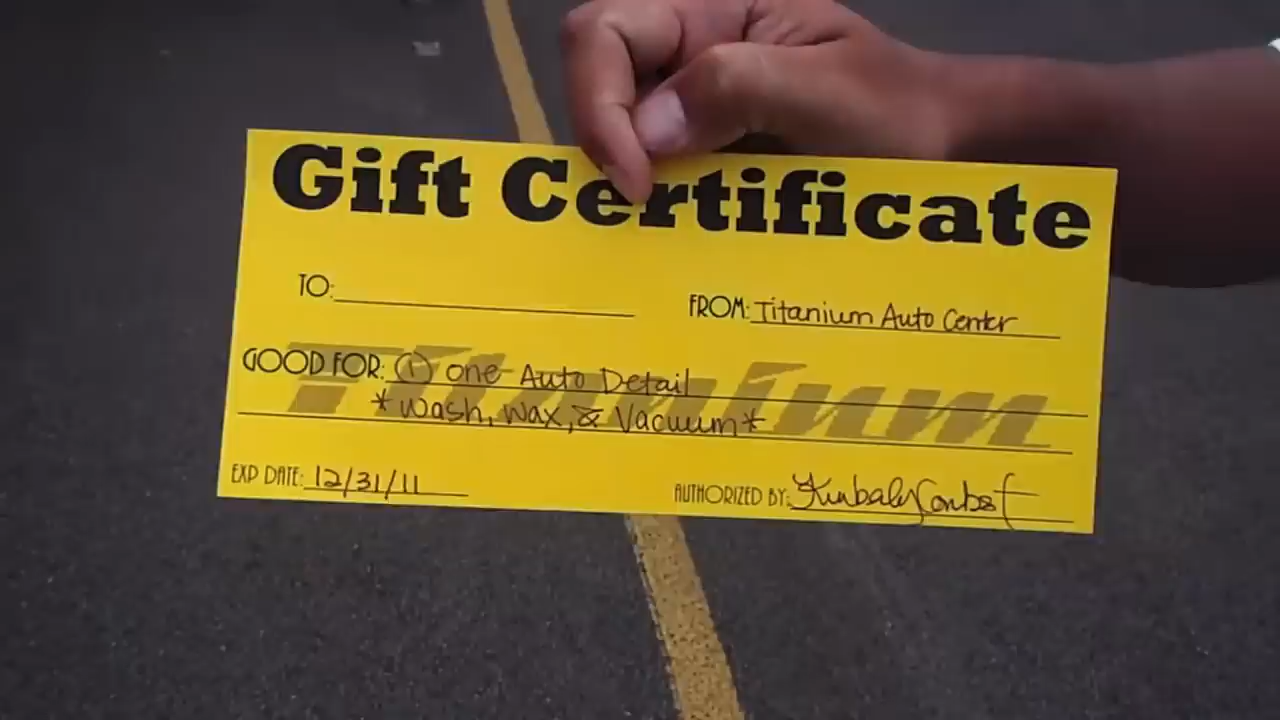 Gift Certificate
TO:
FROM: Titanium Auto Center
GOOD FOR: (1) one Auto Detail
Titanium
*Wash, Wax, & Vacuum*
EXP DATE: 12/31/11
AUTHORIZED BY: